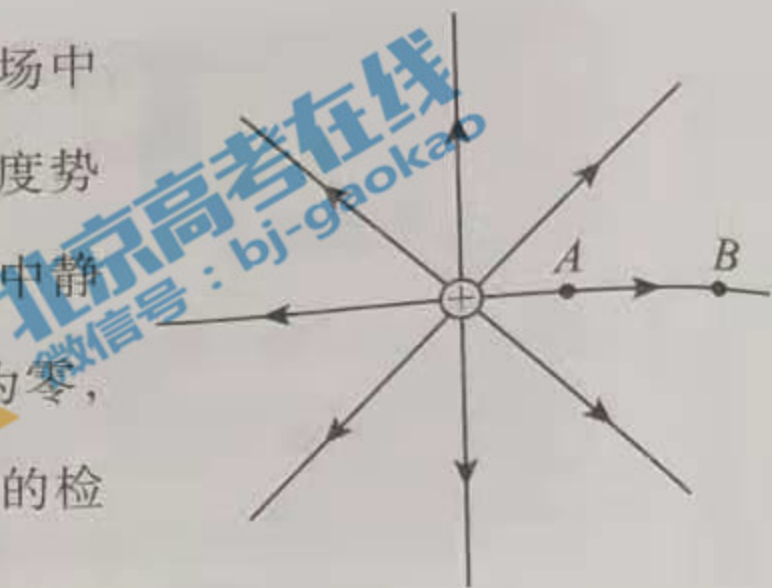 场中
度势
中静
为零，
的检
北京高考在线
微信号：bj-gaokao
+
A
B